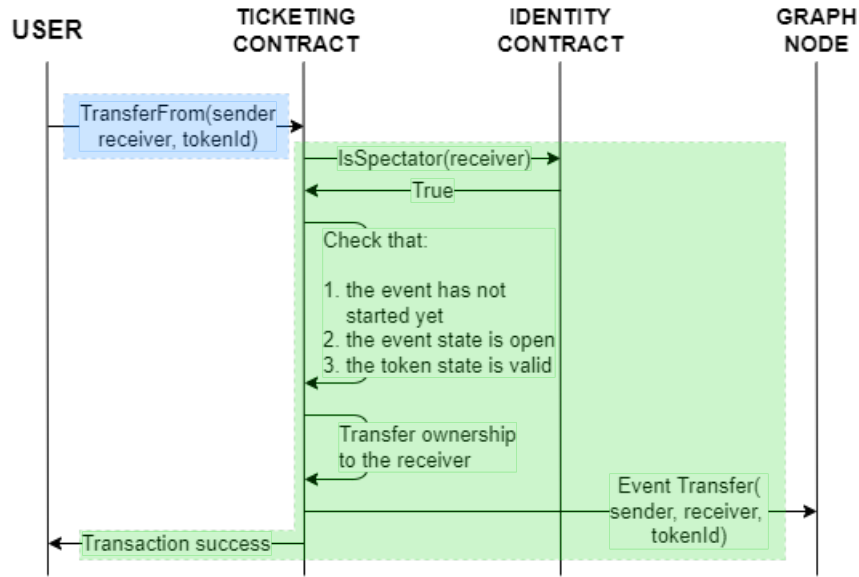 USER
TICKETING
CONTRACT
IDENTITY
CONTRACT
GRAPH
NODE
TransferFrom(sender
receiver, tokenId)
IsSpectator(receiver)
True
Check that:
1. the event has not
started yet
2. the event state is open
3. the token state is valid
Transfer ownership
to the receiver
Event Transfer(
sender, receiver,
tokenId)
Transaction success